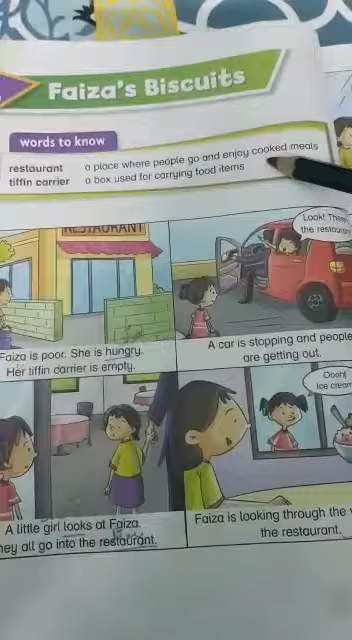 Faiza's Biscuits
words to know
restaurant a place where people go and enjoy cooked meals
tiffin carrier a box used for carrying food items
RESTAURANT
Look! There's
the restaurant
Faiza is poor. She is hungry.
Her tiffin carrier is empty.
A car is stopping and people
are getting out.
Oooh!
Ice cream
A little girl looks at Faiza.
They all go into the restaurant.
Faiza is looking through the
the restaurant.